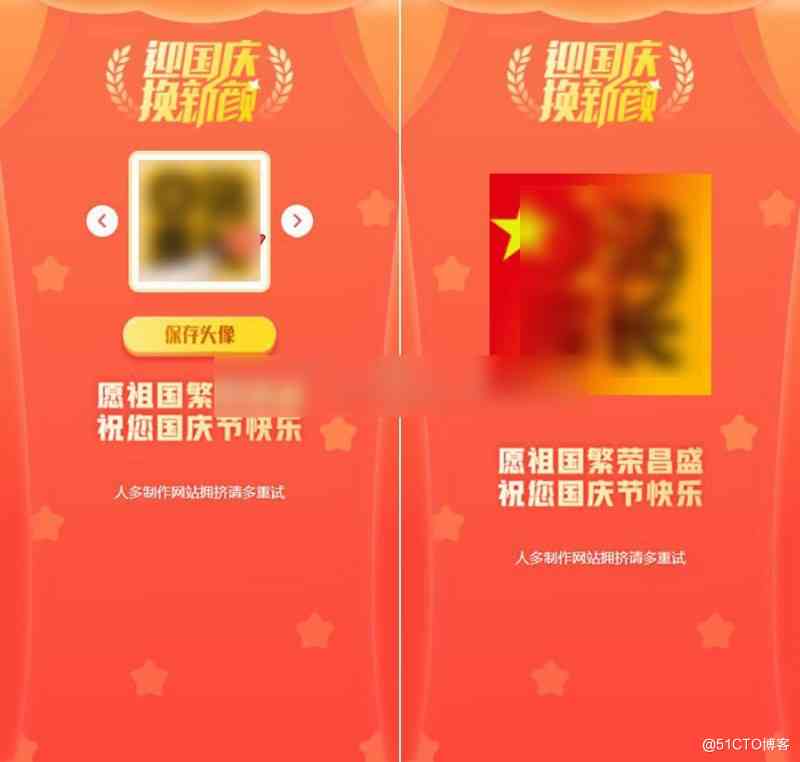 迎国庆
换新颜
保存头像
愿祖国繁
祝您国庆节快乐
人多制作网站拥挤请多重试
迎国庆
换新颜
愿祖国繁荣昌盛
祝您国庆节快乐
人多制作网站拥挤请多重试
@51CTO博客